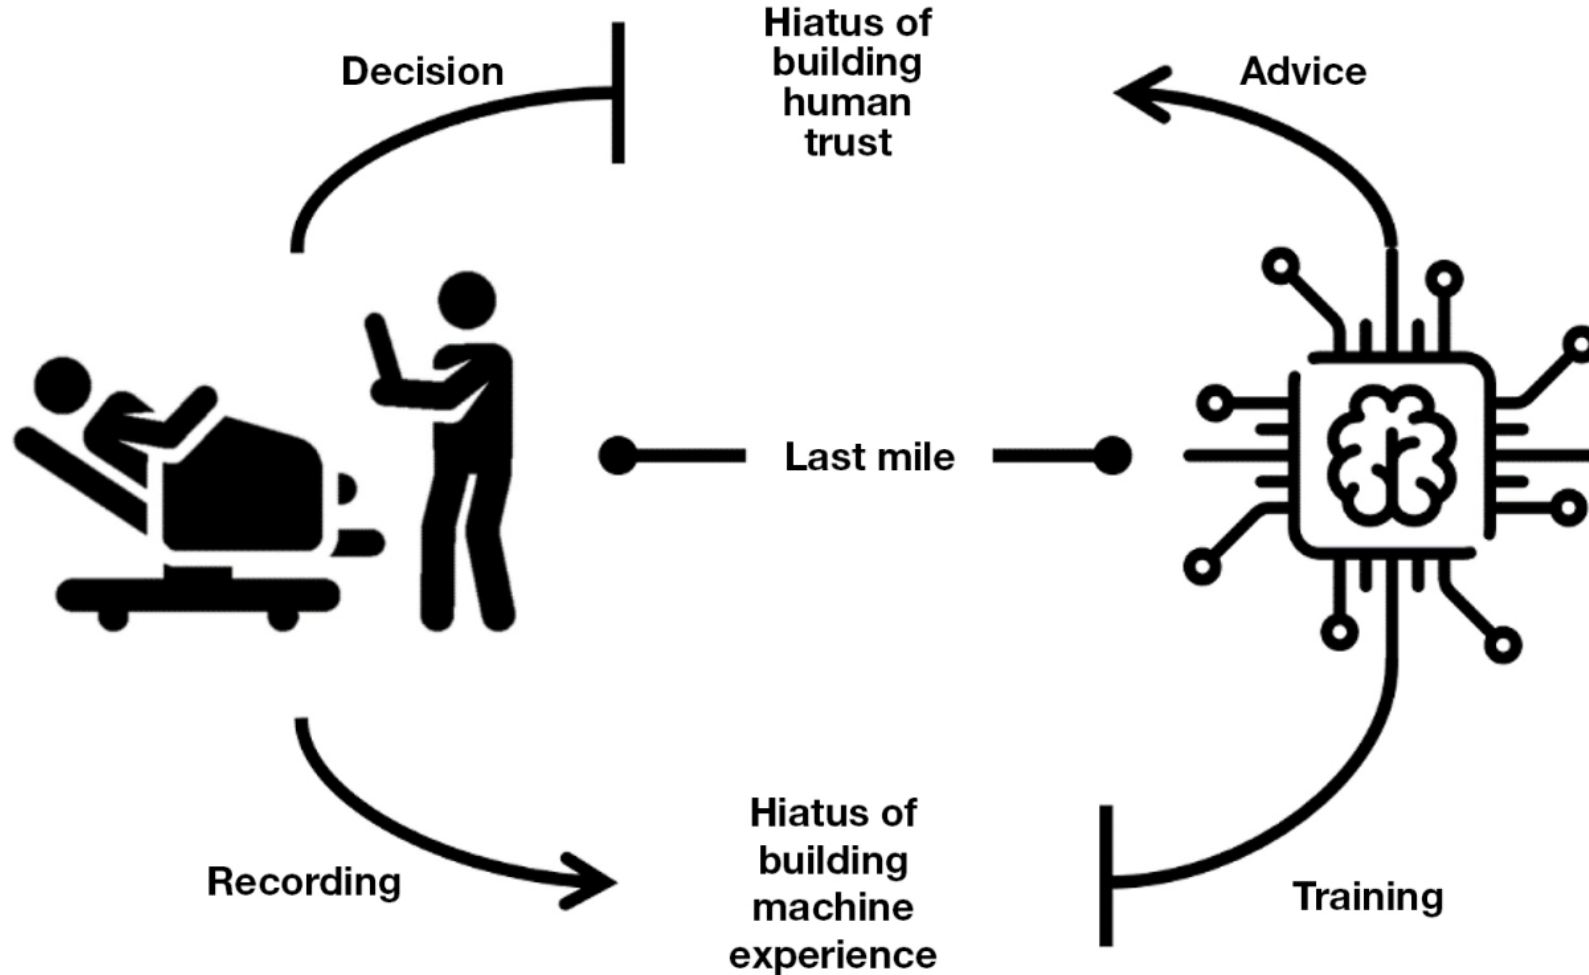 Decision
Hiatus of
building
human
trust
Advice
Last mile
Recording
Hiatus of
building
machine
experience
Training